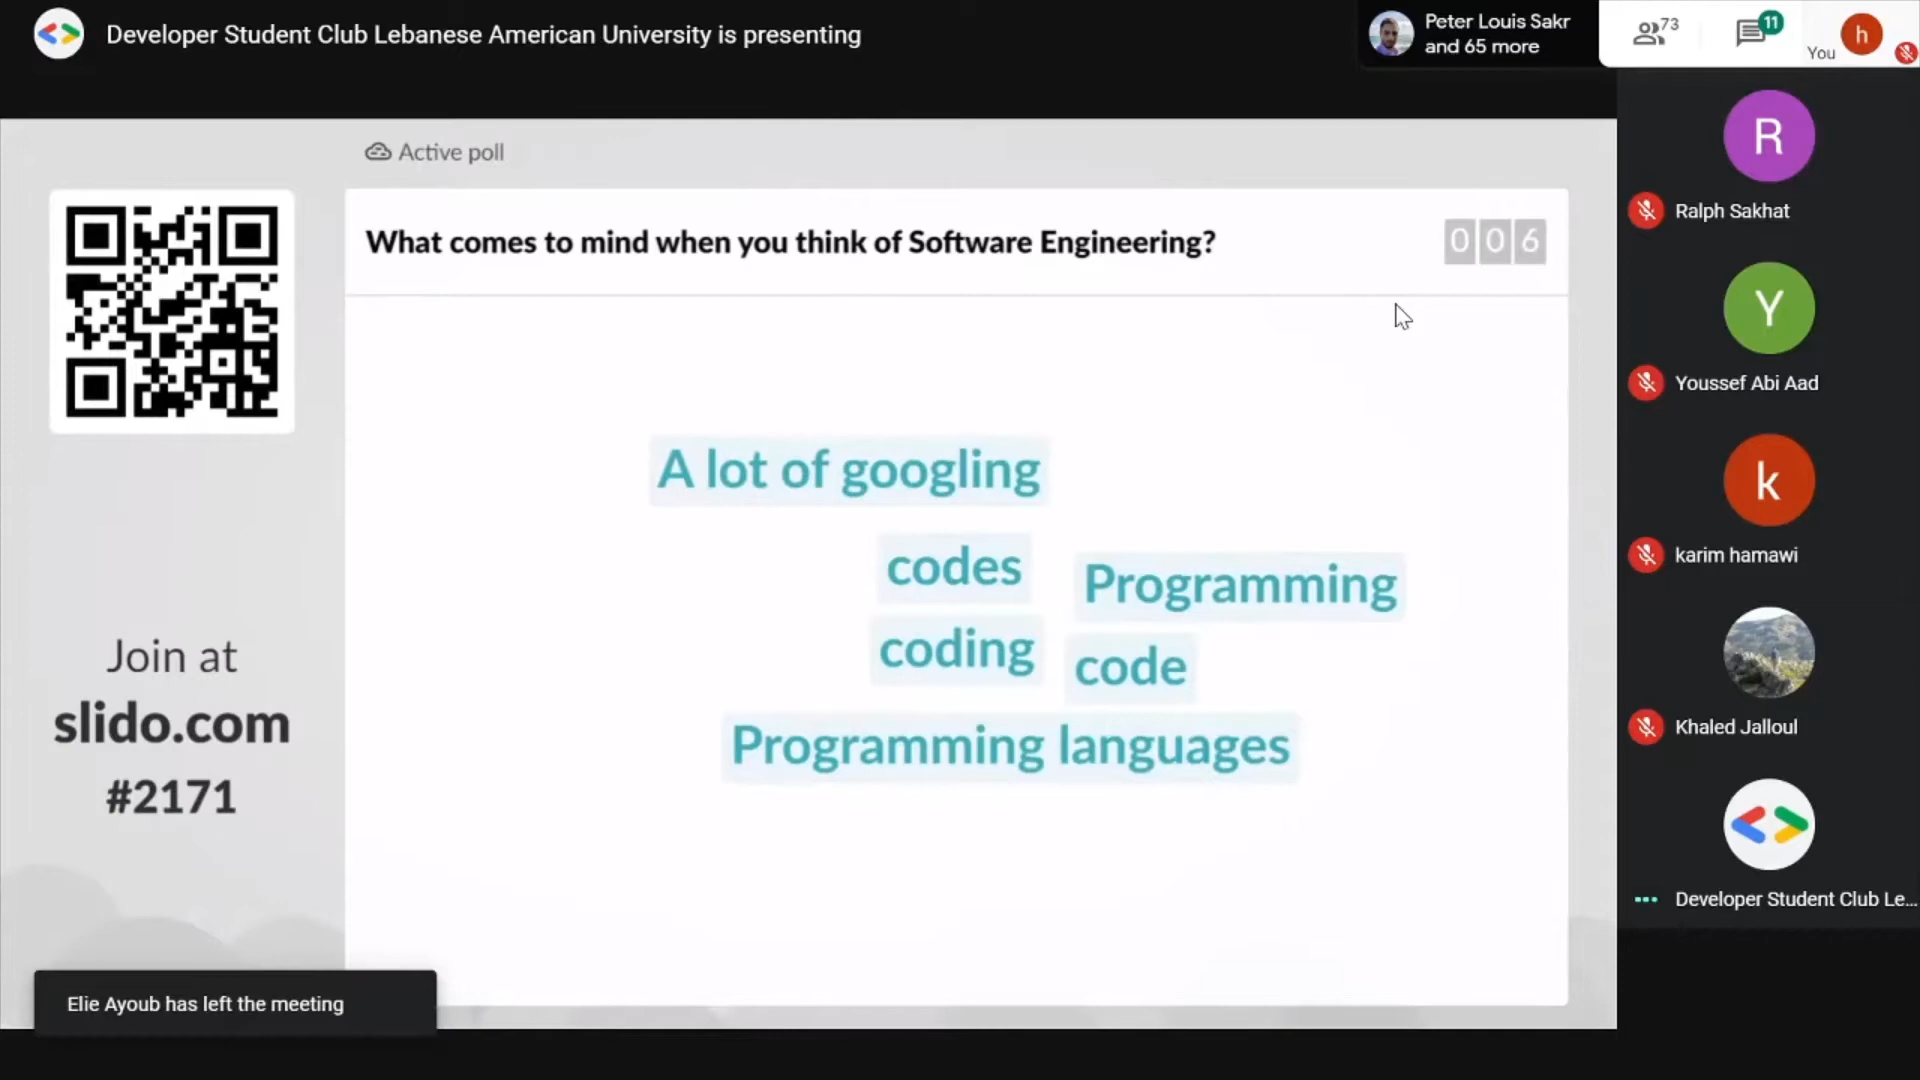 Developer Student Club Lebanese American University is presenting
Peter Louis Sakr
and 65 more
73
11
You
h
Active poll
What comes to mind when you think of Software Engineering?
006
A lot of googling
codes
Programming
coding
code
Programming languages
Join at
slido.com
#2171
R
Ralph Sakhat
Y
Youssef Abi Aad
k
karim hamawi
Khaled Jalloul
Developer Student Club Le...
Elie Ayoub has left the meeting